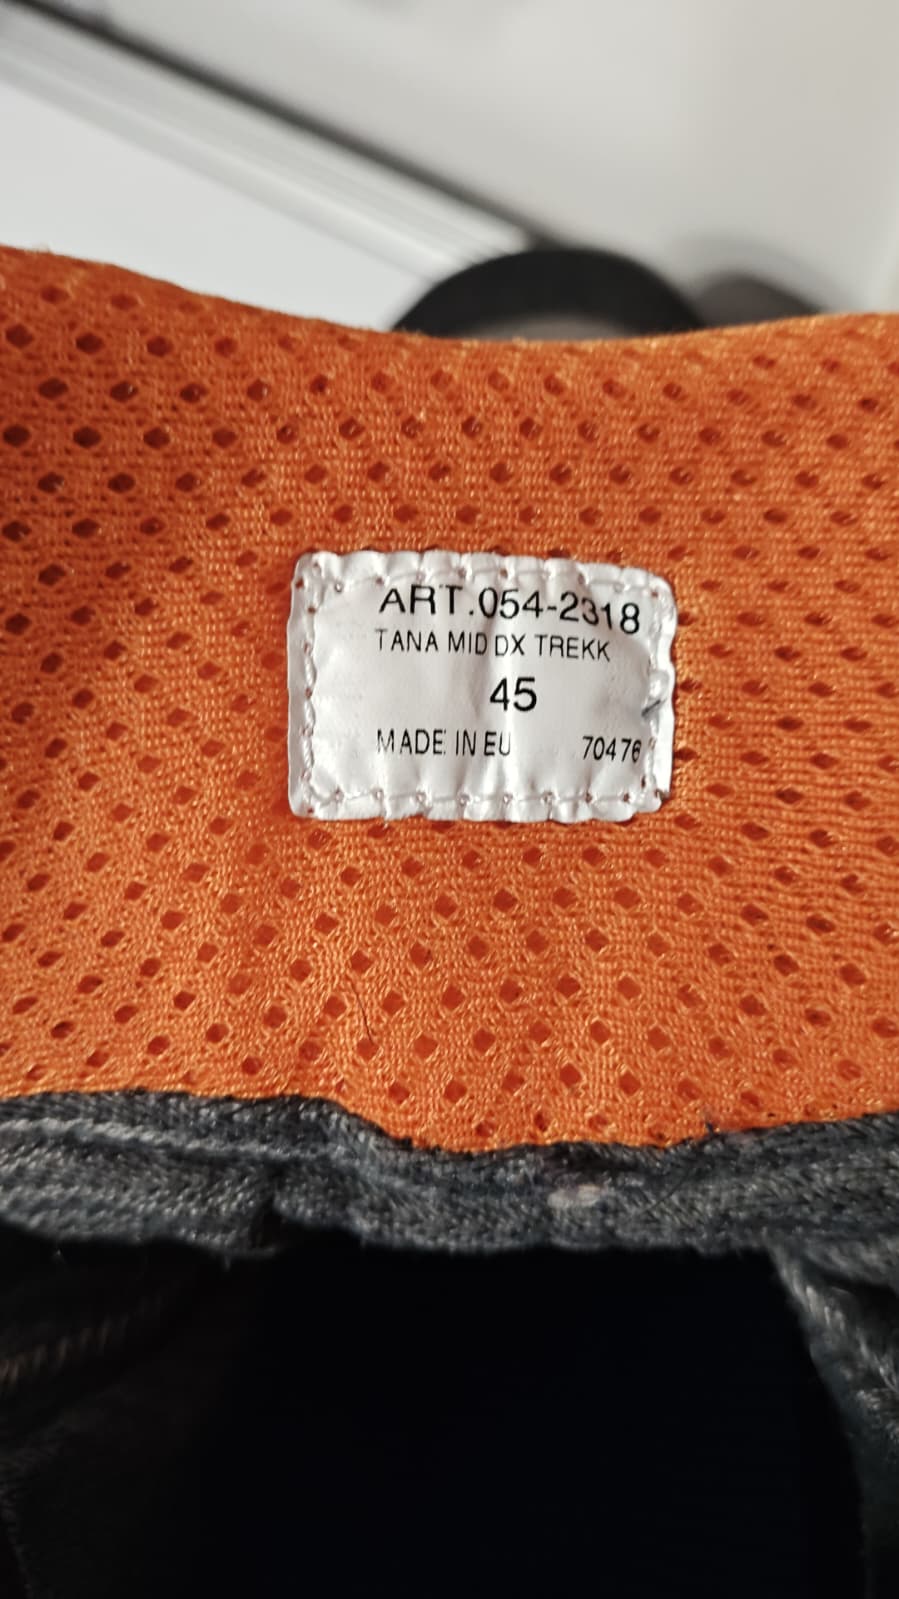 ART.054-2318
TANA MID DX TREKK
45
MADE IN EU 70476